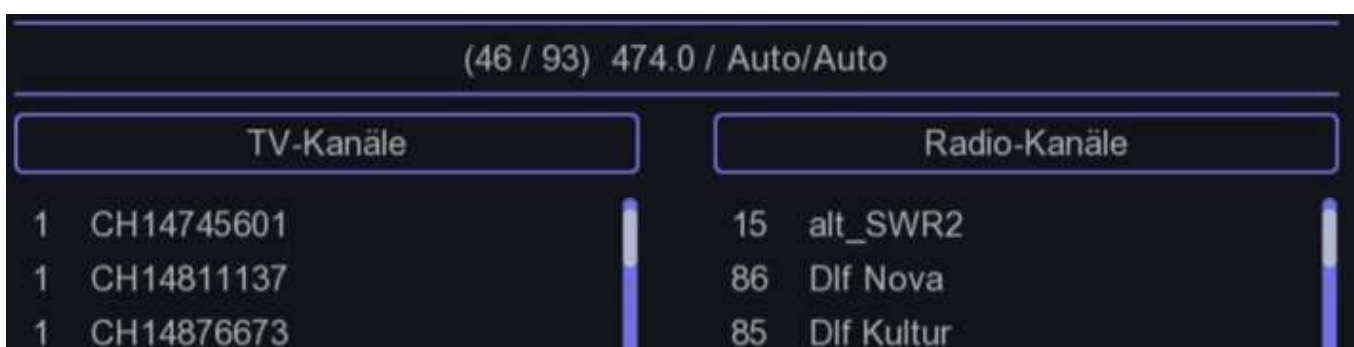 (46 / 93) 474.0 / Auto/Auto
TV-Kanäle
1 CH14745601
1 CH14811137
1 CH14876673
Radio-Kanäle
15 alt_SWR2
86 Dlf Nova
85 Dlf Kultur